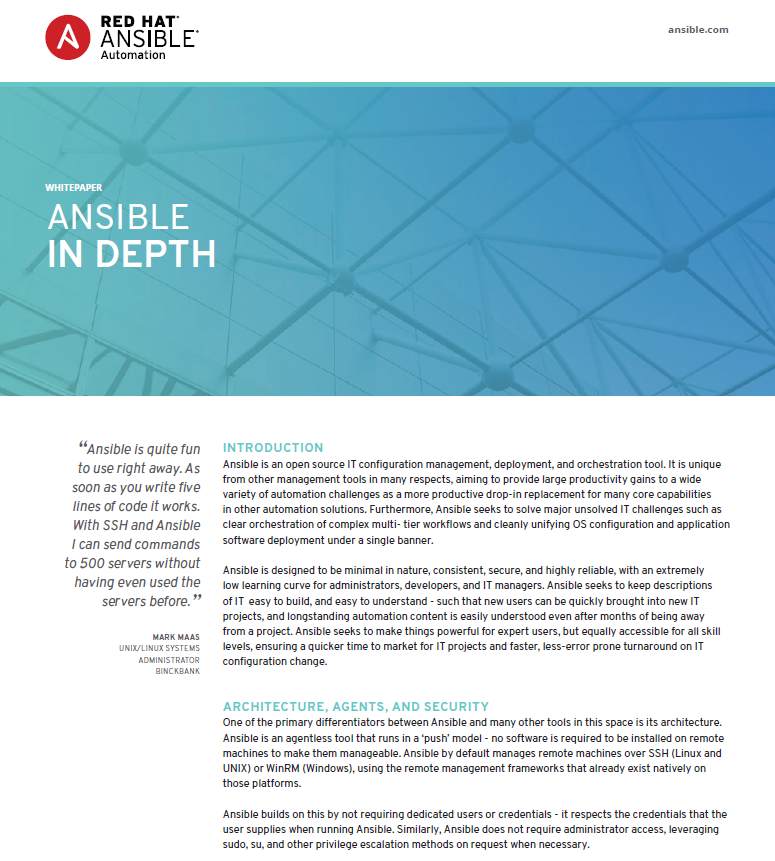 RED HAT®
ANSIBLE®
Automation
ansible.com
WHITEPAPER
ANSIBLE
IN DEPTH
“Ansible is quite fun
to use right away. As
soon as you write five
lines of code it works.
With SSH and Ansible
I can send commands
to 500 servers without
having even used the
servers before.”
MARK MAAS
UNIX/LINUX SYSTEMS
ADMINISTRATOR
BINCKBANK
INTRODUCTION
Ansible is an open source IT configuration management, deployment, and orchestration tool. It is unique
from other management tools in many respects, aiming to provide large productivity gains to a wide
variety of automation challenges as a more productive drop-in replacement for many core capabilities
in other automation solutions. Furthermore, Ansible seeks to solve major unsolved IT challenges such as
clear orchestration of complex multi- tier workflows and cleanly unifying OS configuration and application
software deployment under a single banner.
Ansible is designed to be minimal in nature, consistent, secure, and highly reliable, with an extremely
low learning curve for administrators, developers, and IT managers. Ansible seeks to keep descriptions
of IT easy to build, and easy to understand - such that new users can be quickly brought into new IT
projects, and longstanding automation content is easily understood even after months of being away
from a project. Ansible seeks to make things powerful for expert users, but equally accessible for all skill
levels, ensuring a quicker time to market for IT projects and faster, less-error prone turnaround on IT
configuration change.
ARCHITECTURE, AGENTS, AND SECURITY
One of the primary differentiators between Ansible and many other tools in this space is its architecture.
Ansible is an agentless tool that runs in a ‘push’ model - no software is required to be installed on remote
machines to make them manageable. Ansible by default manages remote machines over SSH (Linux and
UNIX) or WinRM (Windows), using the remote management frameworks that already exist natively on
those platforms.
Ansible builds on this by not requiring dedicated users or credentials - it respects the credentials that the
user supplies when running Ansible. Similarly, Ansible does not require administrator access, leveraging
sudo, su, and other privilege escalation methods on request when necessary.